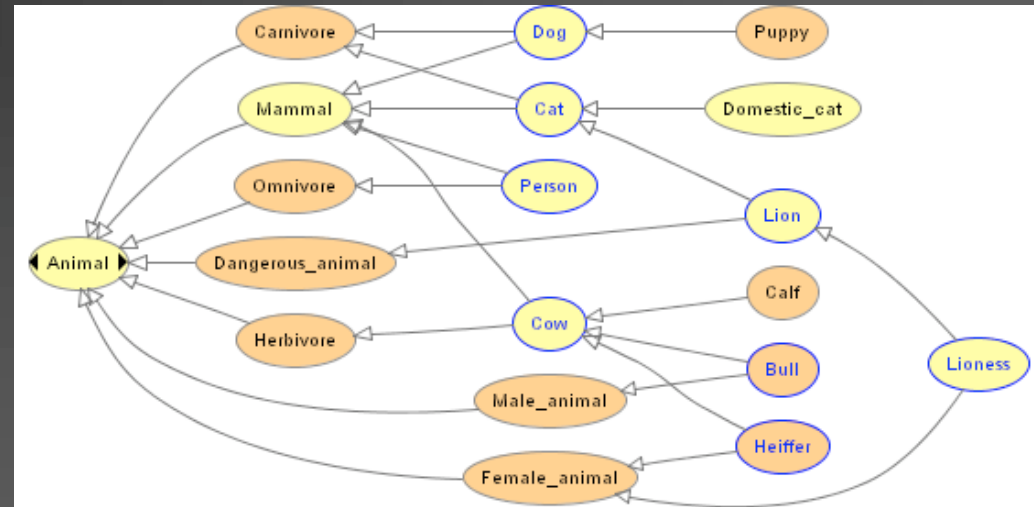 Carnivore
Dog
Puppy
Mammal
Cat
Domestic_cat
Omnivore
Person
Lion
Animal
Dangerous_animal
Calf
Herbivore
Cow
Bull
Lioness
Male_animal
Heiffer
Female_animal